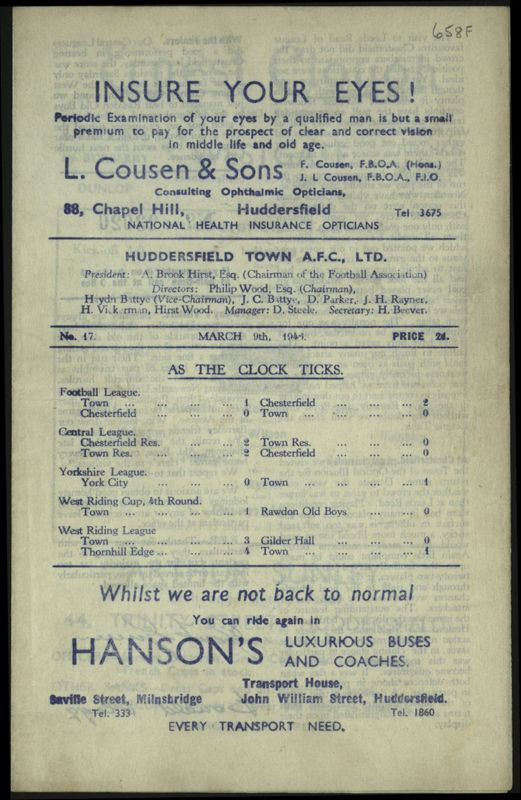 658F
INSURE YOUR EYES!
Periodic Examination of your eyes by a qualified man is but a small
premium to pay for the prospect of clear and correct vision
in middle life and old age.
L. Cousen & Sons F. Cousen, F.B.O.A. (Hons.)
J. L Cousen, F.B.O.A., F.I.O.
Consulting Ophthalmic Opticians,
88, Chapel Hill, Huddersfield Tel 3675
NATIONAL HEALTH INSURANCE OPTICIANS
HUDDERSFIELD TOWN A.F.C., LTD.
President: A. Brook Hirst, Esq. (Chairman of the Football Association)
Directors: Philip Wood, Esq. (Chairman),
Haydn Battye (Vice-Chairman), J. C. Battye, D. Parker, J. H. Rayner,
H. Vickerman, Hirst Wood. Manager: D. Steele. Secretary: H. Beever.
No. 47. MARCH 9th, PRICE 2d.
AS THE CLOCK TICKS.
Football League.
Town ... ... ... ... 1 Chesterfield ... ... ... 2
Chesterfield ... ... ... 0 Town ... ... ... ... 0
Central League.
Chesterfield Res. ... ... 2 Town Res. ... ... ... 0
Town Res. ... ... ... 2 Chesterfield ... ... ... 0
Yorkshire League.
York City ... ... ... 0 Town ... ... ... ... 1
West Riding Cup, 4th Round.
Town ... ... ... ... 1 Rawdon Old Boys ... ... 0
West Riding League
Town ... ... ... ... 3 Gilder Hall ... ... ... 0
Thornhill Edge ... ... ... 4 Town ... ... ... ... 1
Whilst we are not back to normal
You can ride again in
HANSON'S LUXURIOUS BUSES
AND COACHES.
Transport House,
Saville Street, Milnsbridge John William Street, Huddersfield.
Tel. 333 Tel. 1860
EVERY TRANSPORT NEED.